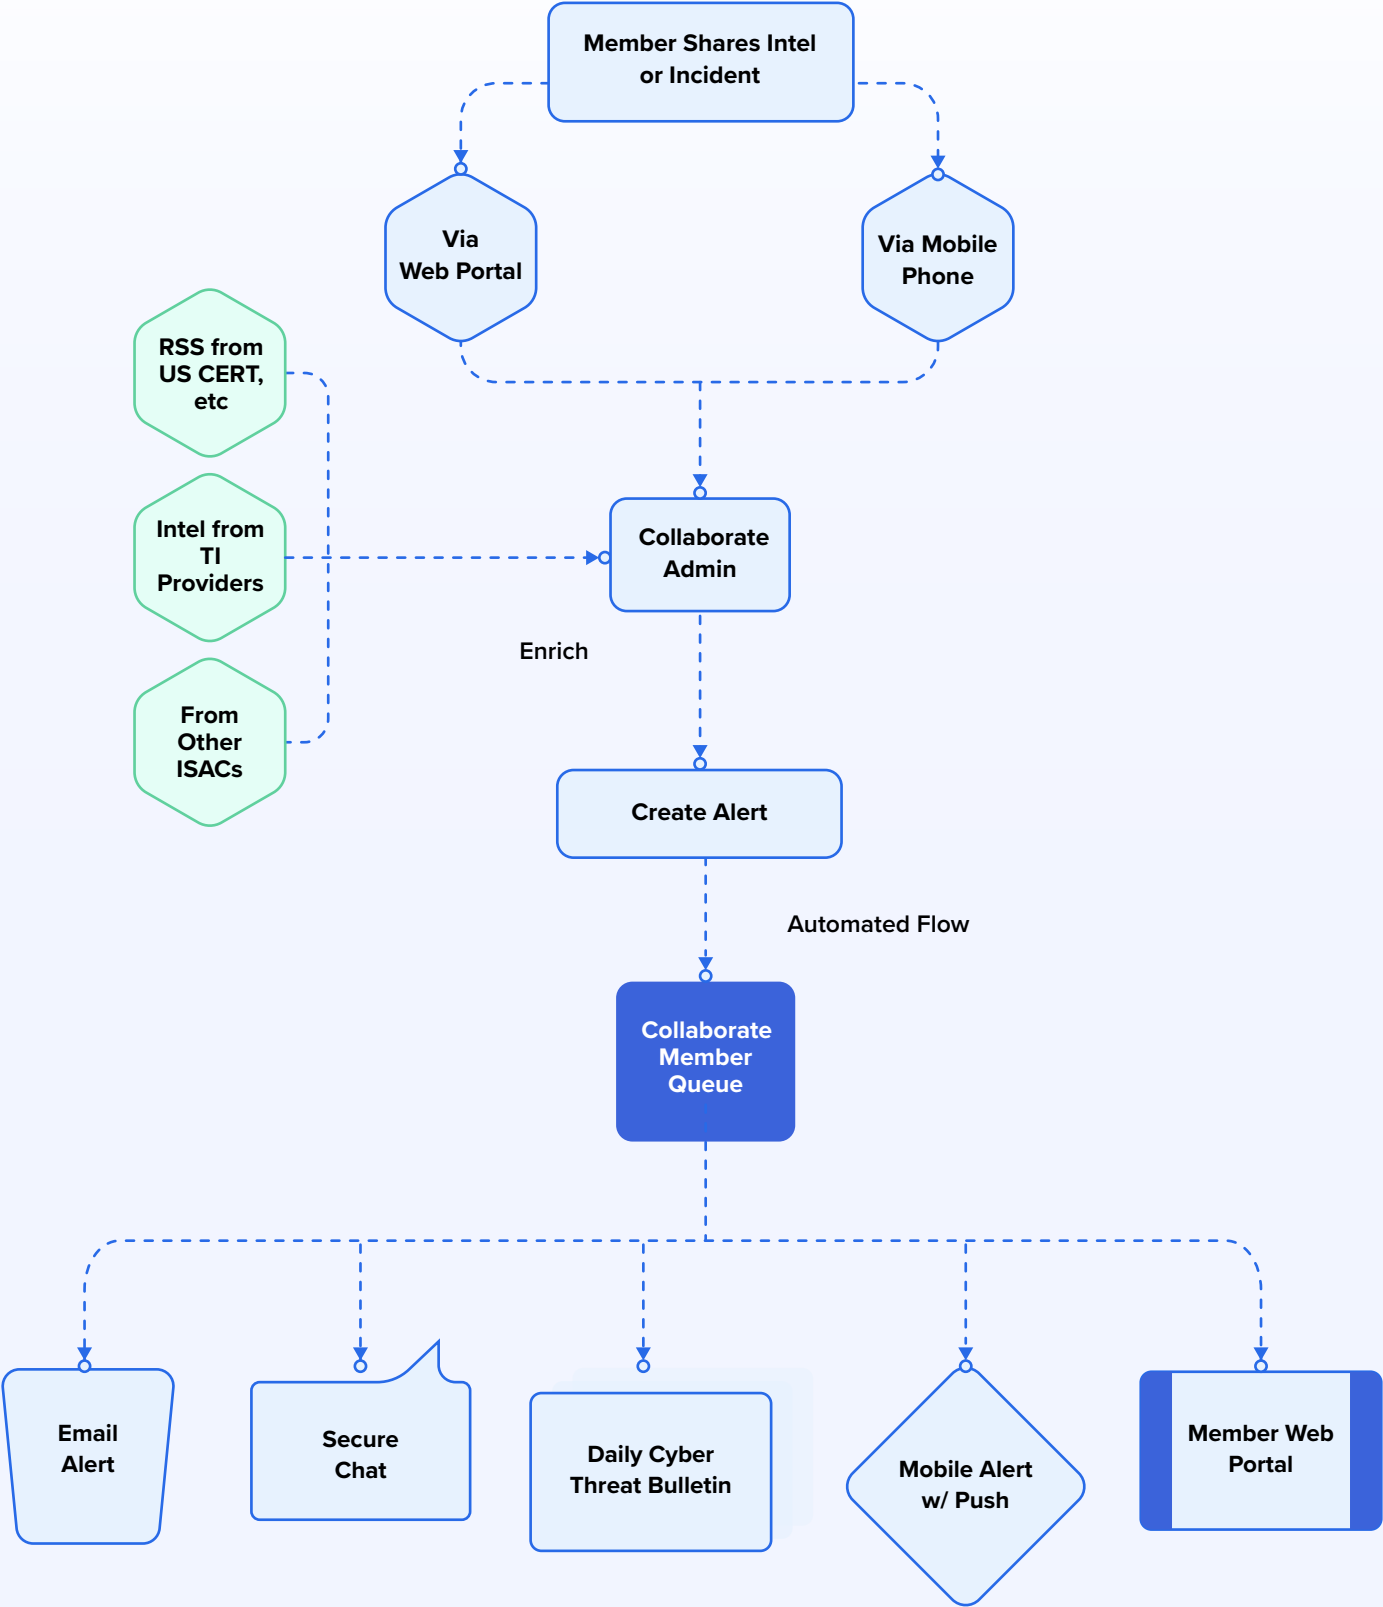 Member Shares Intel
or Incident
Via
Web Portal
Via Mobile
Phone
RSS from
US CERT,
etc
Intel from
TI
Providers
From
Other
ISACs
Collaborate
Admin
Enrich
Create Alert
Automated Flow
Collaborate
Member
Queue
Email
Alert
Secure
Chat
Daily Cyber
Threat Bulletin
Mobile Alert
w/ Push
Member Web
Portal